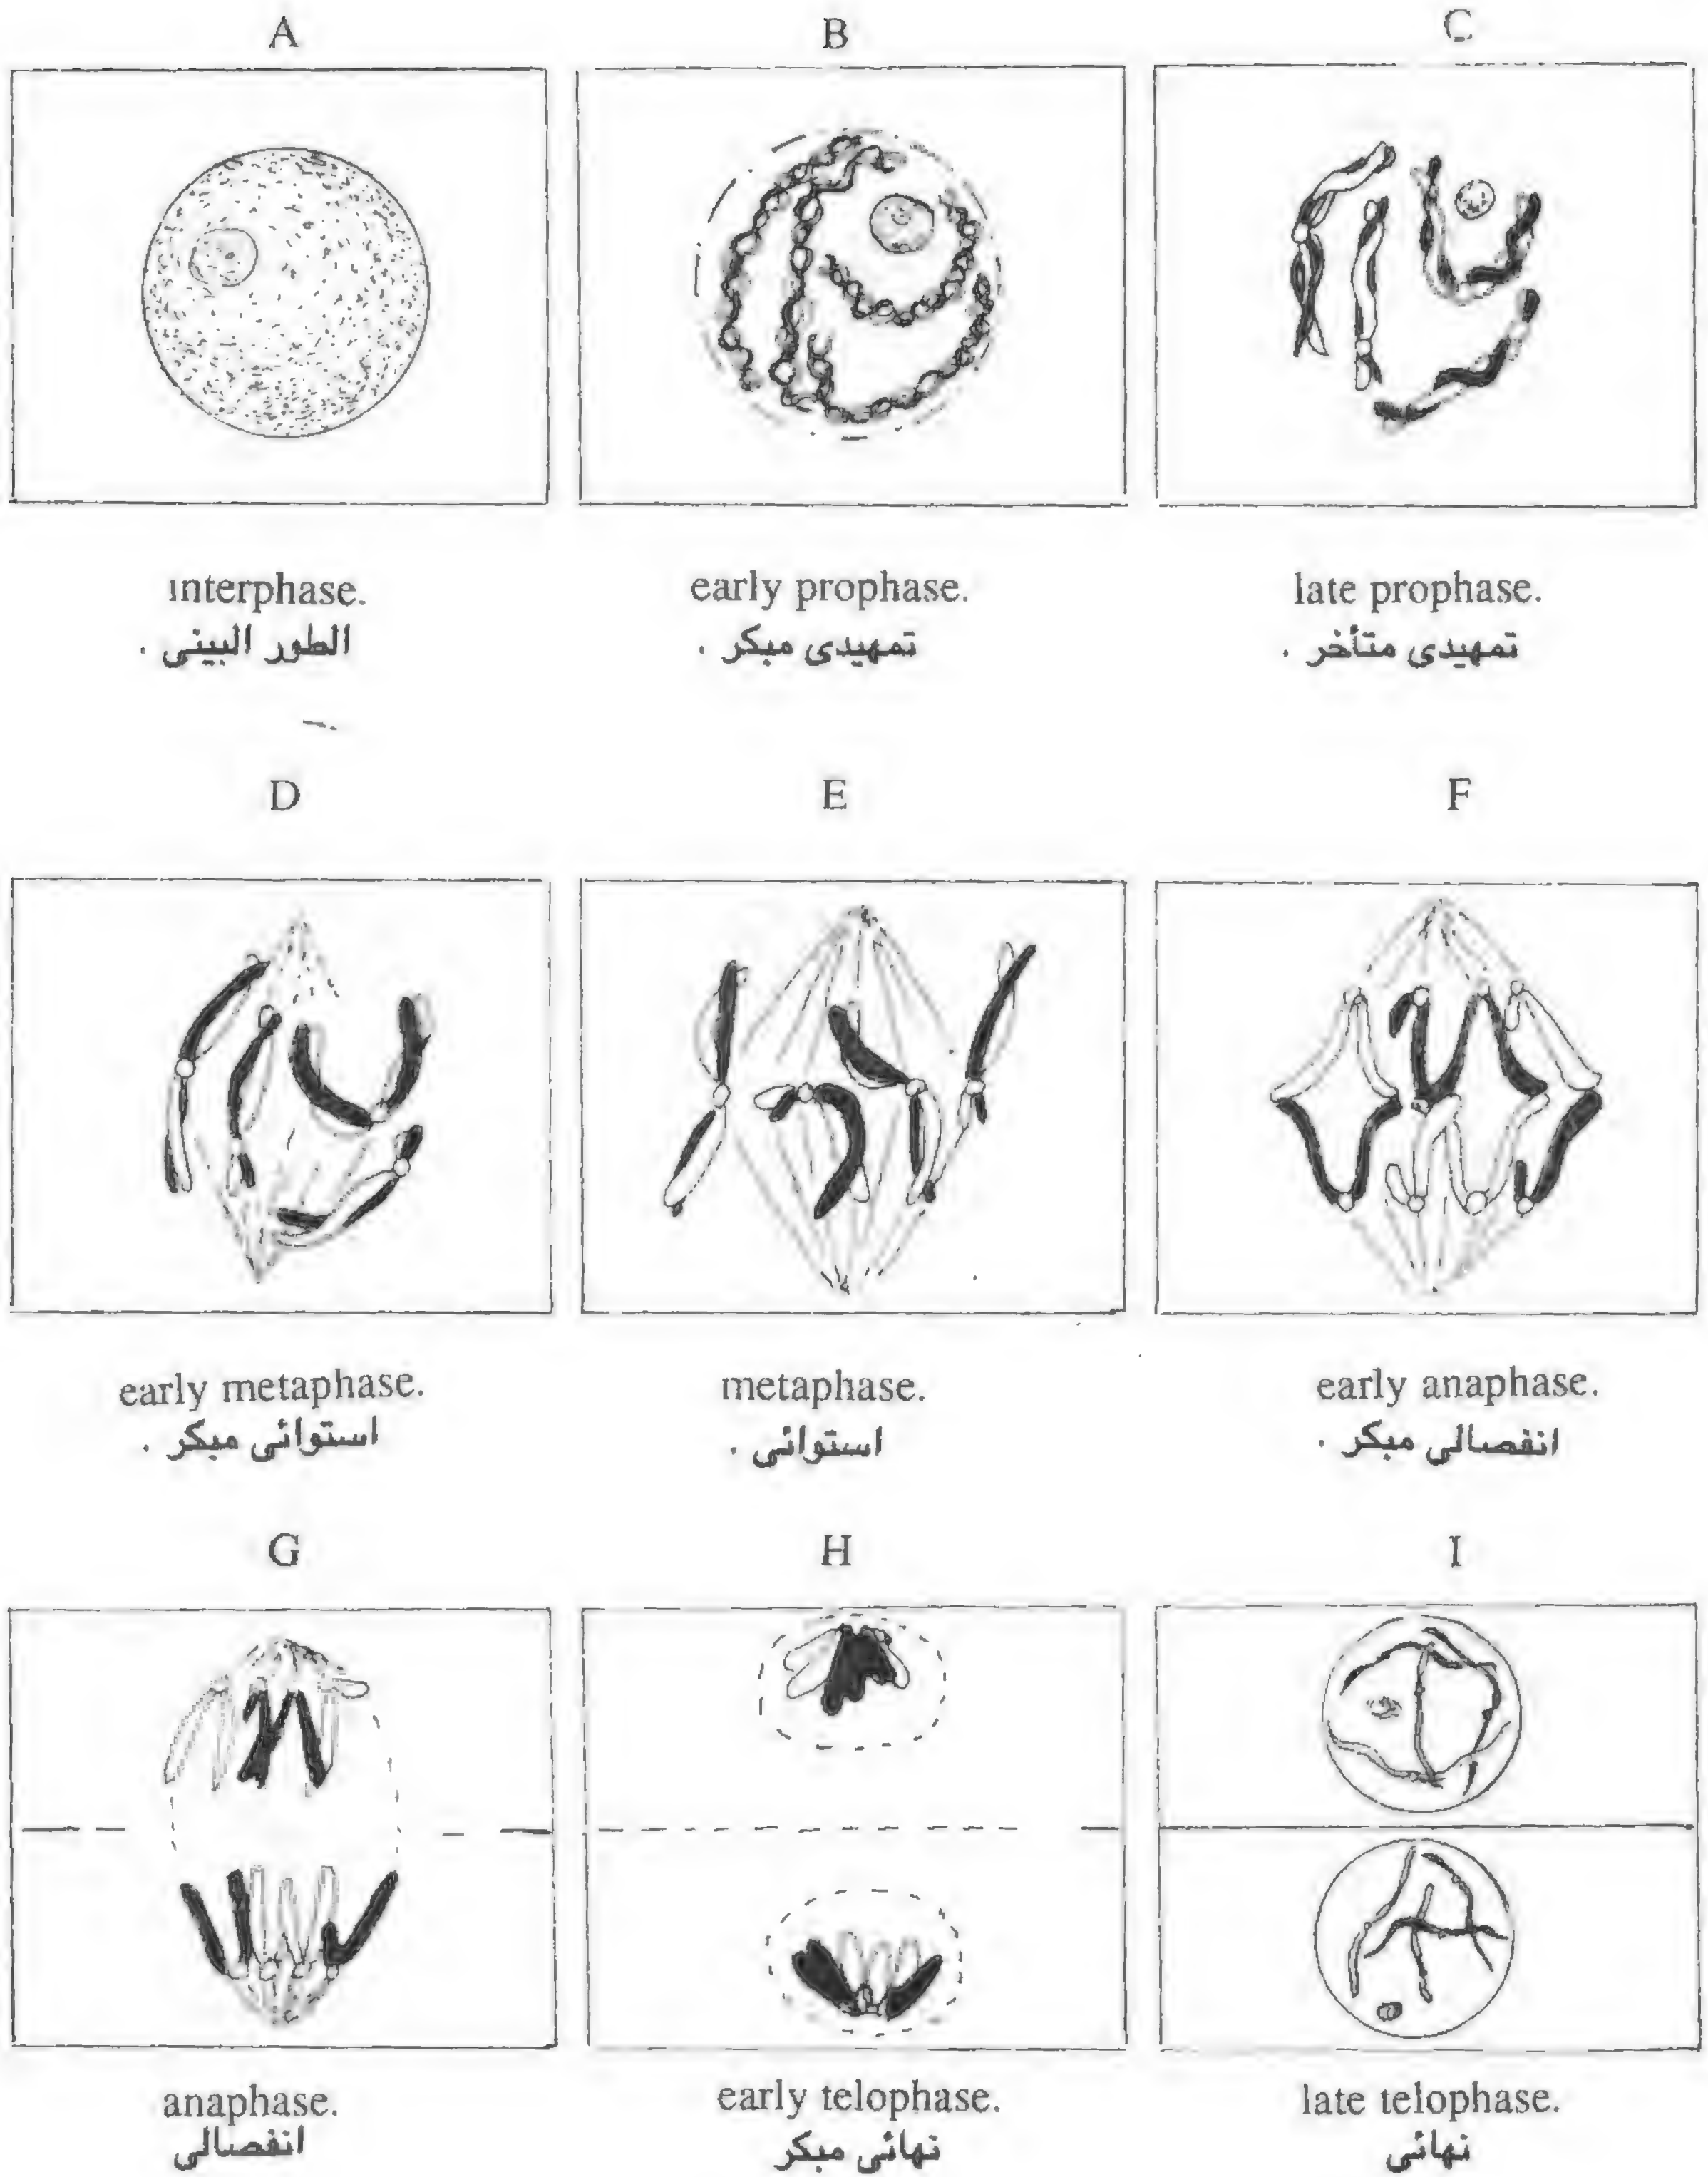 A
B
C
interphase.
early prophase.
late prophase.
الطور البينى .
تمهيدى مبكر .
تمهيدى متأخر .
D
E
F
early metaphase.
metaphase.
early anaphase.
استوائى مبكر .
استوائى .
انفصالى مبكر .
G
H
I
anaphase.
early telophase.
late telophase.
انفصالى
نهائى مبكر
نهائى